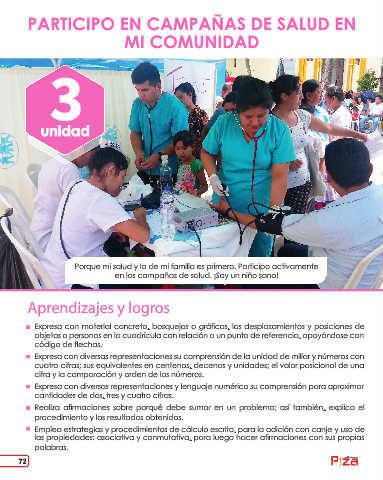 PARTICIPO EN CAMPAÑAS DE SALUD EN
MI COMUNIDAD
3
unidad
Porque mi salud y la de mi familia es primero. Participo activamente
en las campañas de salud. ¡Soy un niño sano!
Aprendizajes y logros
Expresa con material concreto, bosquejos o gráficos, los desplazamientos y posiciones de
objetos o personas en la cuadrícula con relación a un punto de referencia, apoyándose con
código de flechas.
Expresa con diversas representaciones su comprensión de la unidad de millar y números con
cuatro cifras; sus equivalentes en centenas, decenas y unidades; el valor posicional de una
cifra y la comparación y orden de los números.
Expresa con diversas representaciones y lenguaje numérico su comprensión para aproximar
cantidades de dos, tres y cuatro cifras.
Realiza afirmaciones sobre porqué debe sumar en un problema; así también, explica el
procedimiento y los resultados obtenidos.
Emplea estrategias y procedimientos de cálculo escrito, para la adición con canje y uso de
las propiedades: asociativa y conmutativa, para luego hacer afirmaciones con sus propias
palabras.
72